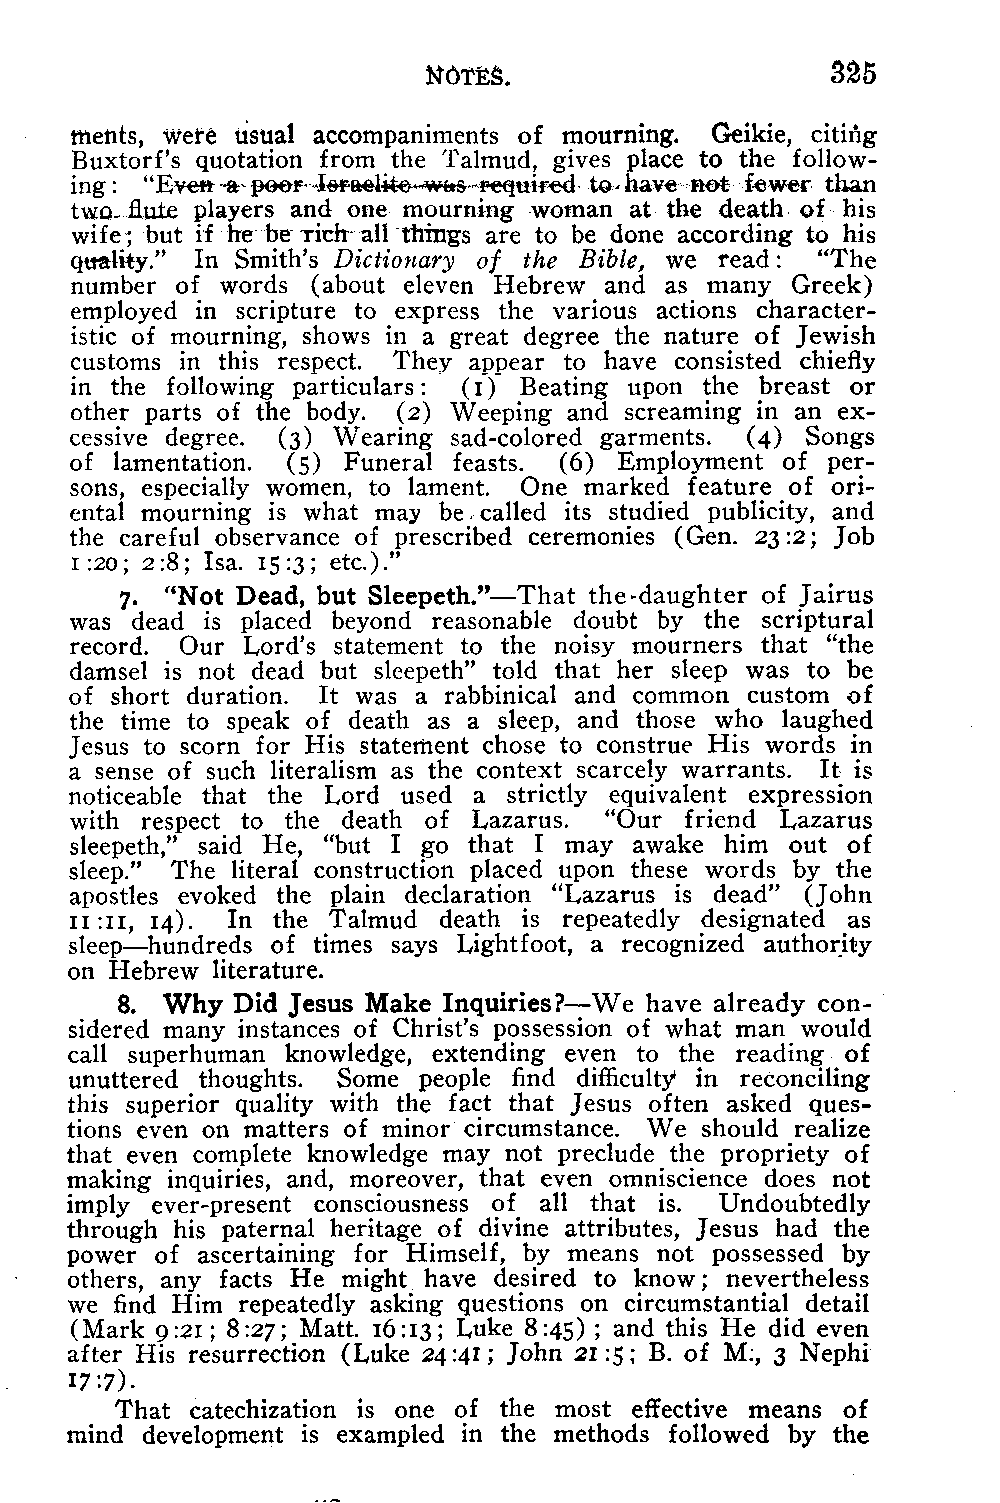 NOTES. 325
ments, were usual accompaniments of mourning. Geikie, citing
Buxtorf's quotation from the Talmud, gives place to the follow-
ing: "Even a poor Israelite was required to have not fewer than
two flute players and one mourning woman at the death of his
wife; but if he be rich all things are to be done according to his
quality." In Smith's Dictionary of the Bible, we read: "The
number of words (about eleven Hebrew and as many Greek)
employed in scripture to express the various actions character-
istic of mourning, shows in a great degree the nature of Jewish
customs in this respect. They appear to have consisted chiefly
in the following particulars: (1) Beating upon the breast or
other parts of the body. (2) Weeping and screaming in an ex-
cessive degree. (3) Wearing sad-colored garments. (4) Songs
of lamentation. (5) Funeral feasts. (6) Employment of per-
sons, especially women, to lament. One marked feature of ori-
ental mourning is what may be called its studied publicity, and
the careful observance of prescribed ceremonies (Gen. 23:2; Job
1:20; 2:8; Isa. 15:3; etc.)."
7. "Not Dead, but Sleepeth."—That the daughter of Jairus
was dead is placed beyond reasonable doubt by the scriptural
record. Our Lord's statement to the noisy mourners that "the
damsel is not dead but sleepeth" told that her sleep was to be
of short duration. It was a rabbinical and common custom of
the time to speak of death as a sleep, and those who laughed
Jesus to scorn for His statement chose to construe His words in
a sense of such literalism as the context scarcely warrants. It is
noticeable that the Lord used a strictly equivalent expression
with respect to the death of Lazarus. "Our friend Lazarus
sleepeth," said He, "but I go that I may awake him out of
sleep." The literal construction placed upon these words by the
apostles evoked the plain declaration "Lazarus is dead" (John
11:11, 14). In the Talmud death is repeatedly designated as
sleep—hundreds of times says Lightfoot, a recognized authority
on Hebrew literature.
8. Why Did Jesus Make Inquiries?—We have already con-
sidered many instances of Christ's possession of what man would
call superhuman knowledge, extending even to the reading of
unuttered thoughts. Some people find difficulty in reconciling
this superior quality with the fact that Jesus often asked ques-
tions even on matters of minor circumstance. We should realize
that even complete knowledge may not preclude the propriety of
making inquiries, and, moreover, that even omniscience does not
imply ever-present consciousness of all that is. Undoubtedly
through his paternal heritage of divine attributes, Jesus had the
power of ascertaining for Himself, by means not possessed by
others, any facts He might have desired to know; nevertheless
we find Him repeatedly asking questions on circumstantial detail
(Mark 9:21; 8:27; Matt. 16:13; Luke 8:45); and this He did even
after His resurrection (Luke 24:41; John 21:5; B. of M., 3 Nephi
17:7).
That catechization is one of the most effective means of
mind development is exampled in the methods followed by the